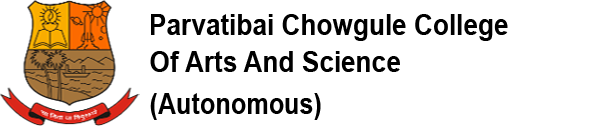 Parvatibai Chowgule College
Of Arts And Science
(Autonomous)